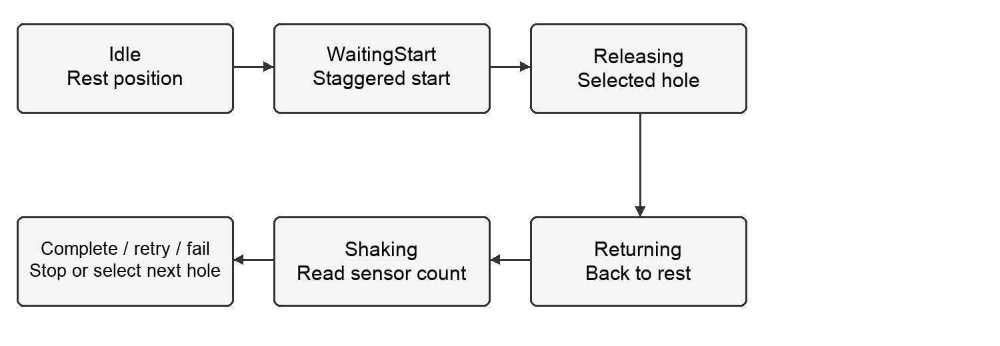 Idle
Rest position
WaitingStart
Staggered start
Releasing
Selected hole
Complete / retry / fail
Stop or select next hole
Shaking
Read sensor count
Returning
Back to rest